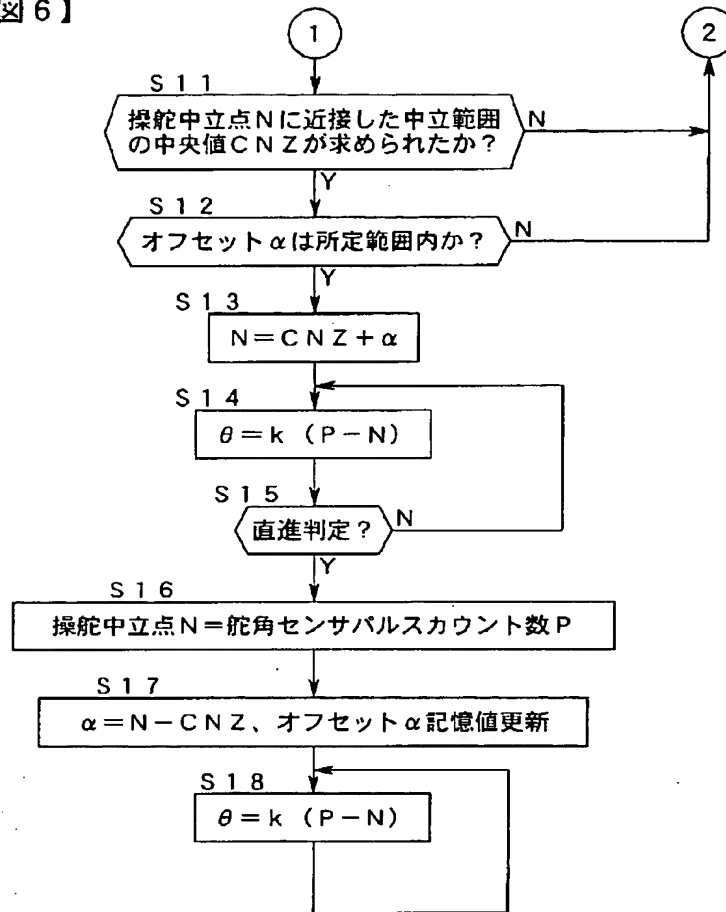 図6】
1
2
S11
操舵中立点Nに近接した中立範囲
の中央値CNZが求められたか？
N
Y
S12
オフセットαは所定範囲内か？
N
Y
S13
N＝CNZ＋α
S14
θ＝k（P－N）
S15
直進判定？
N
Y
S16
操舵中立点N＝舵角センサパルスカウント数P
S17
α＝N－CNZ、オフセットα記憶値更新
S18
θ＝k（P－N）